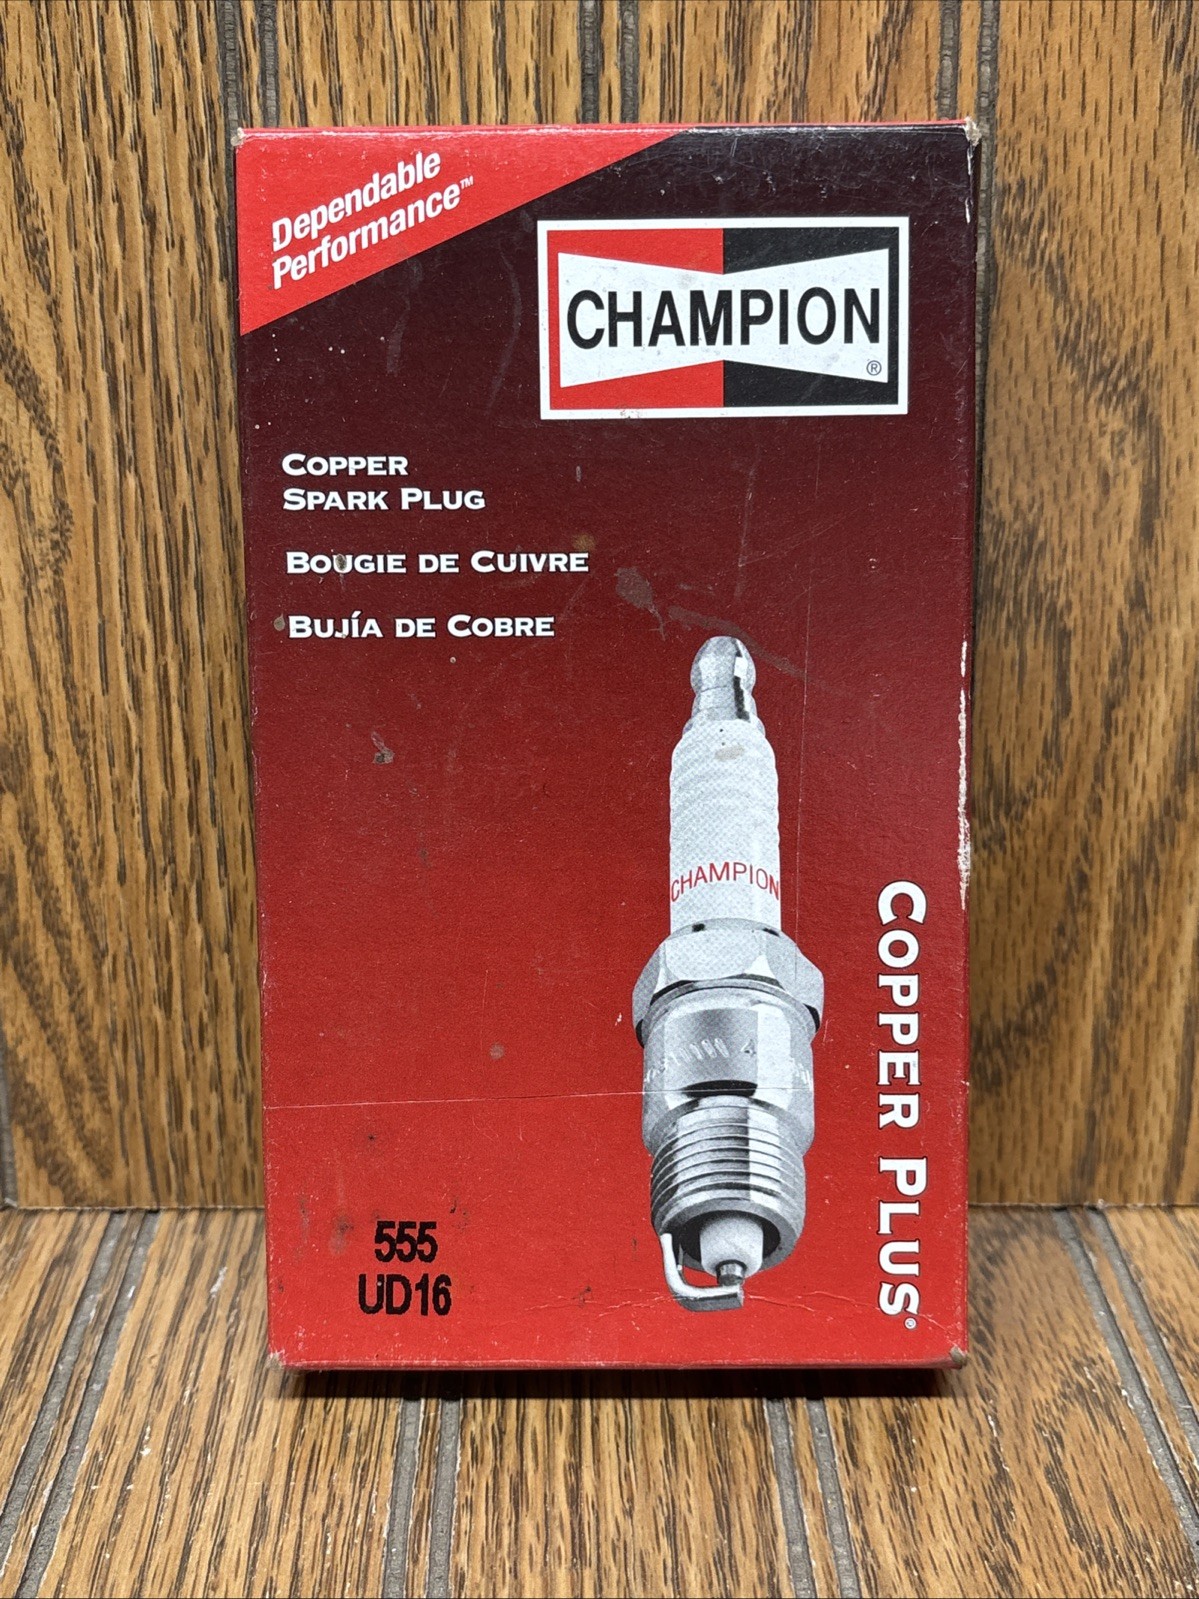 Dependable
Performance™
CHAMPION
®
COPPER
SPARK PLUG
BOUGIE DE CUIVRE
BUJÍA DE COBRE
CHAMPION
COPPER PLUS®
555
UD16